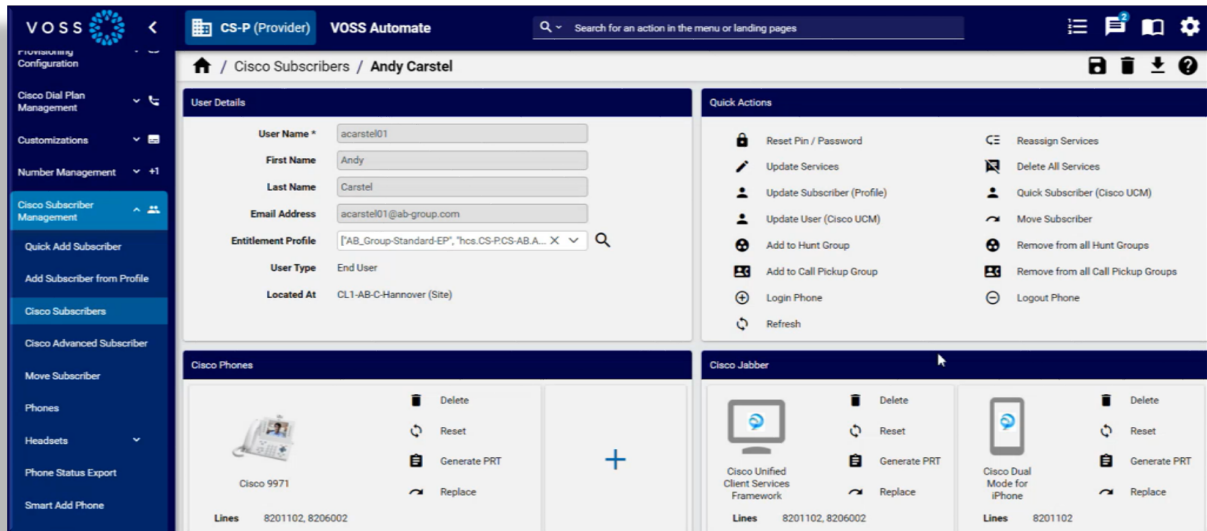 VOSS
CS-P (Provider)
VOSS Automate
Search for an action in the menu or landing pages
2
Provisioning
Configuration
Cisco Dial Plan
Management
Customizations
Number Management
+1
Cisco Subscriber
Management
Quick Add Subscriber
Add Subscriber from Profile
Cisco Subscribers
Cisco Advanced Subscriber
Move Subscriber
Phones
Headsets
Phone Status Export
Smart Add Phone
/ Cisco Subscribers / Andy Carstel
User Details
User Name *
acarstel01
First Name
Andy
Last Name
Carstel
Email Address
acarstel01@ab-group.com
Entitlement Profile
["AB_Group-Standard-EP", "hcs.CS-P.CS-AB.A...
User Type
End User
Located At
CL1-AB-C-Hannover (Site)
Quick Actions
Reset Pin / Password
Reassign Services
Update Services
Delete All Services
Update Subscriber (Profile)
Quick Subscriber (Cisco UCM)
Update User (Cisco UCM)
Move Subscriber
Add to Hunt Group
Remove from all Hunt Groups
Add to Call Pickup Group
Remove from all Call Pickup Groups
Login Phone
Logout Phone
Refresh
Cisco Phones
Cisco 9971
Delete
Reset
Generate PRT
Replace
Lines 8201102, 8206002
Cisco Jabber
Cisco Unified
Client Services
Framework
Delete
Reset
Generate PRT
Replace
Lines 8201102, 8206002
Cisco Dual
Mode for
iPhone
Delete
Reset
Generate PRT
Replace
Lines 8201102